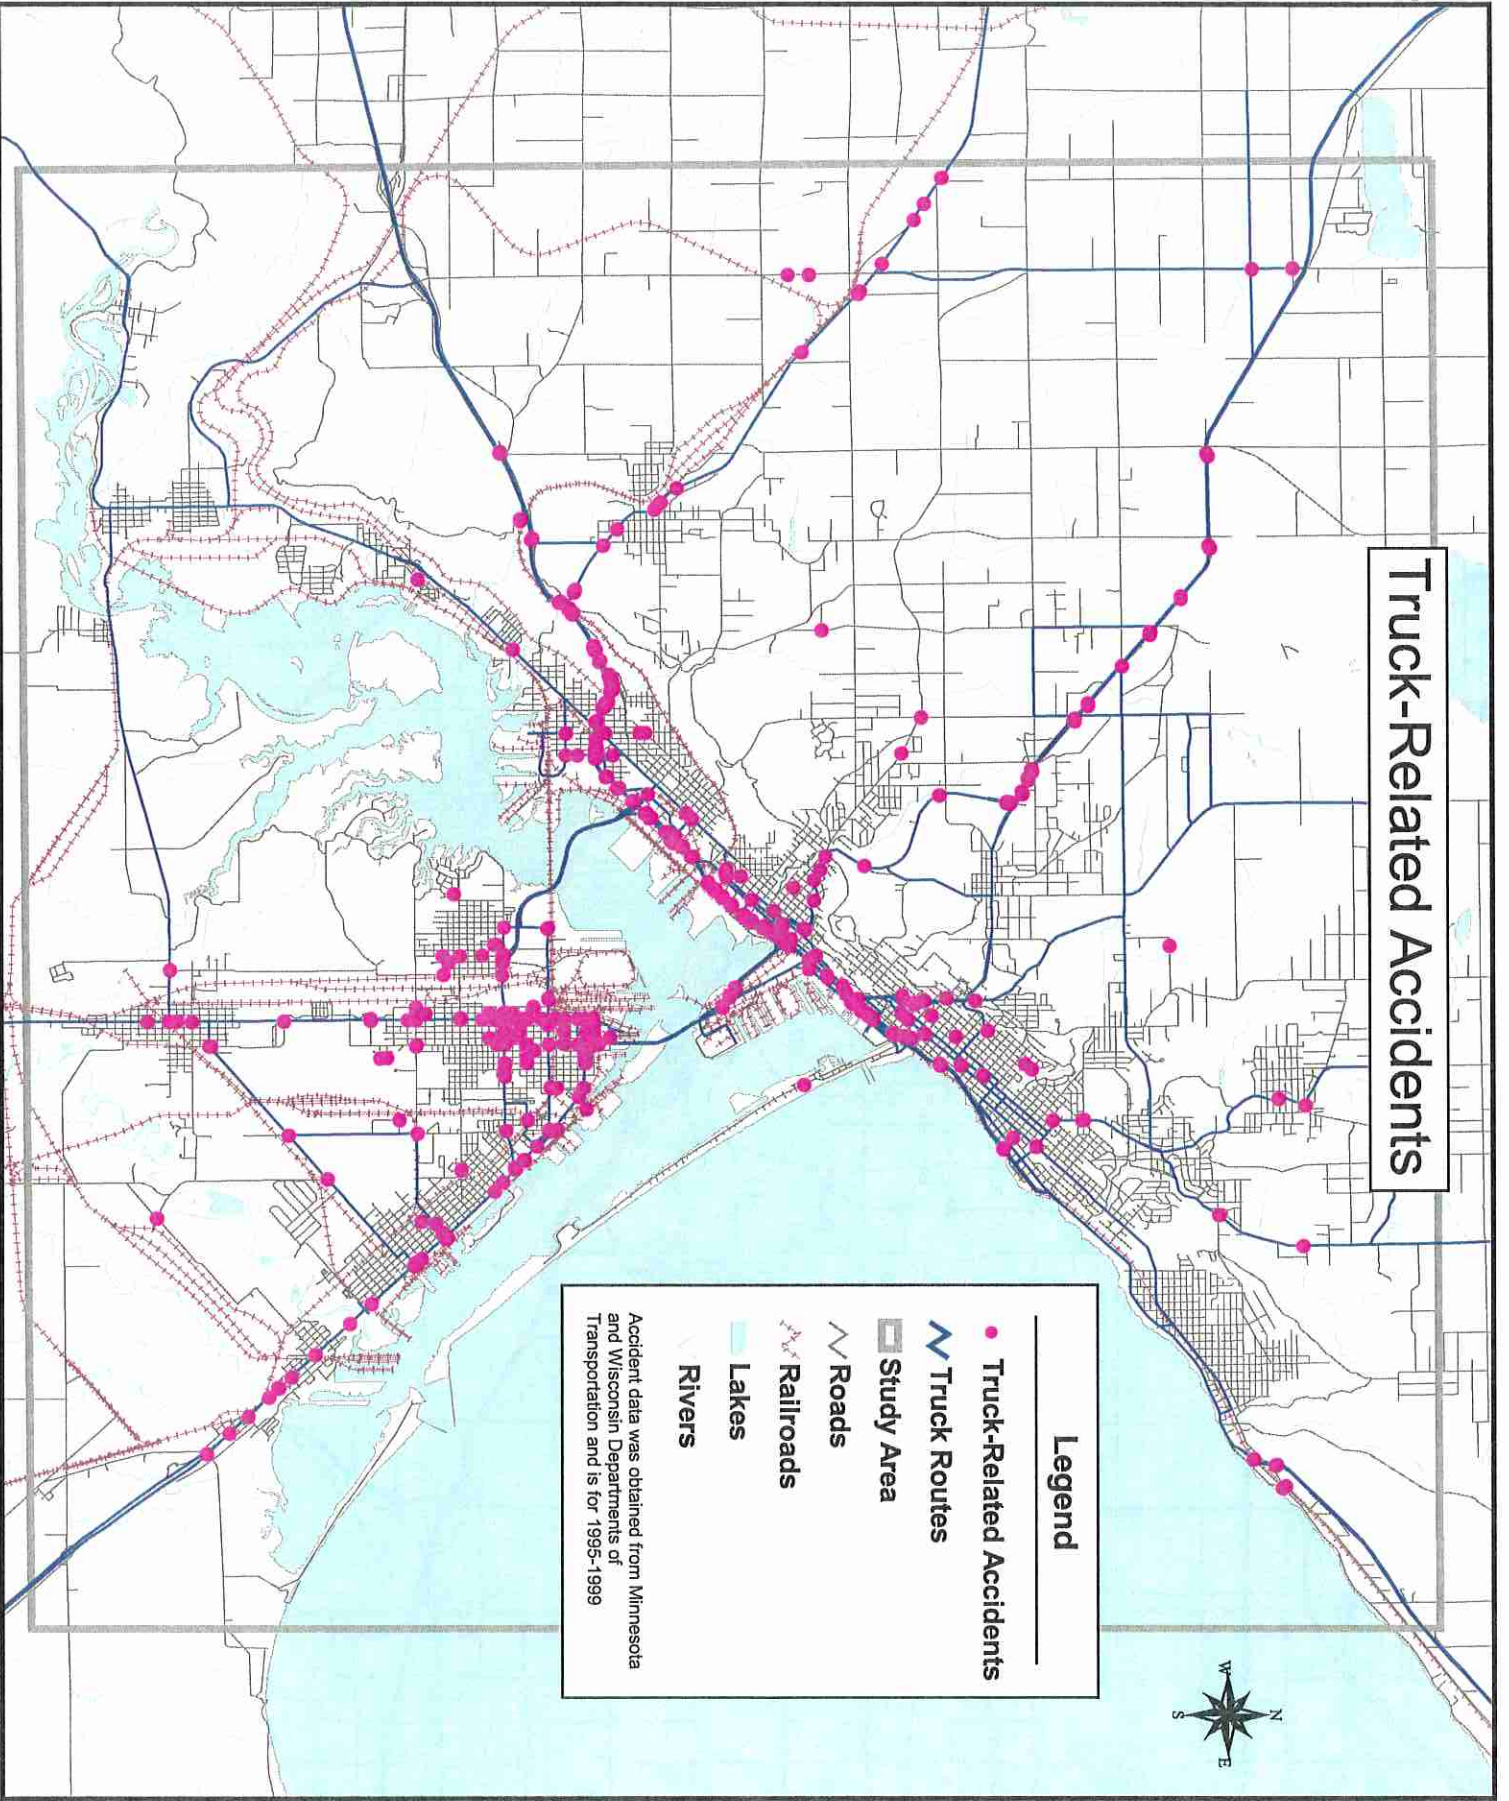 Truck-Related Accidents
Legend
Truck-Related Accidents
Truck Routes
Study Area
Roads
Railroads
Lakes
Rivers
Accident data was obtained from Minnesota
and Wisconsin Departments of
Transportation and is for 1995-1999
N
W
E
S